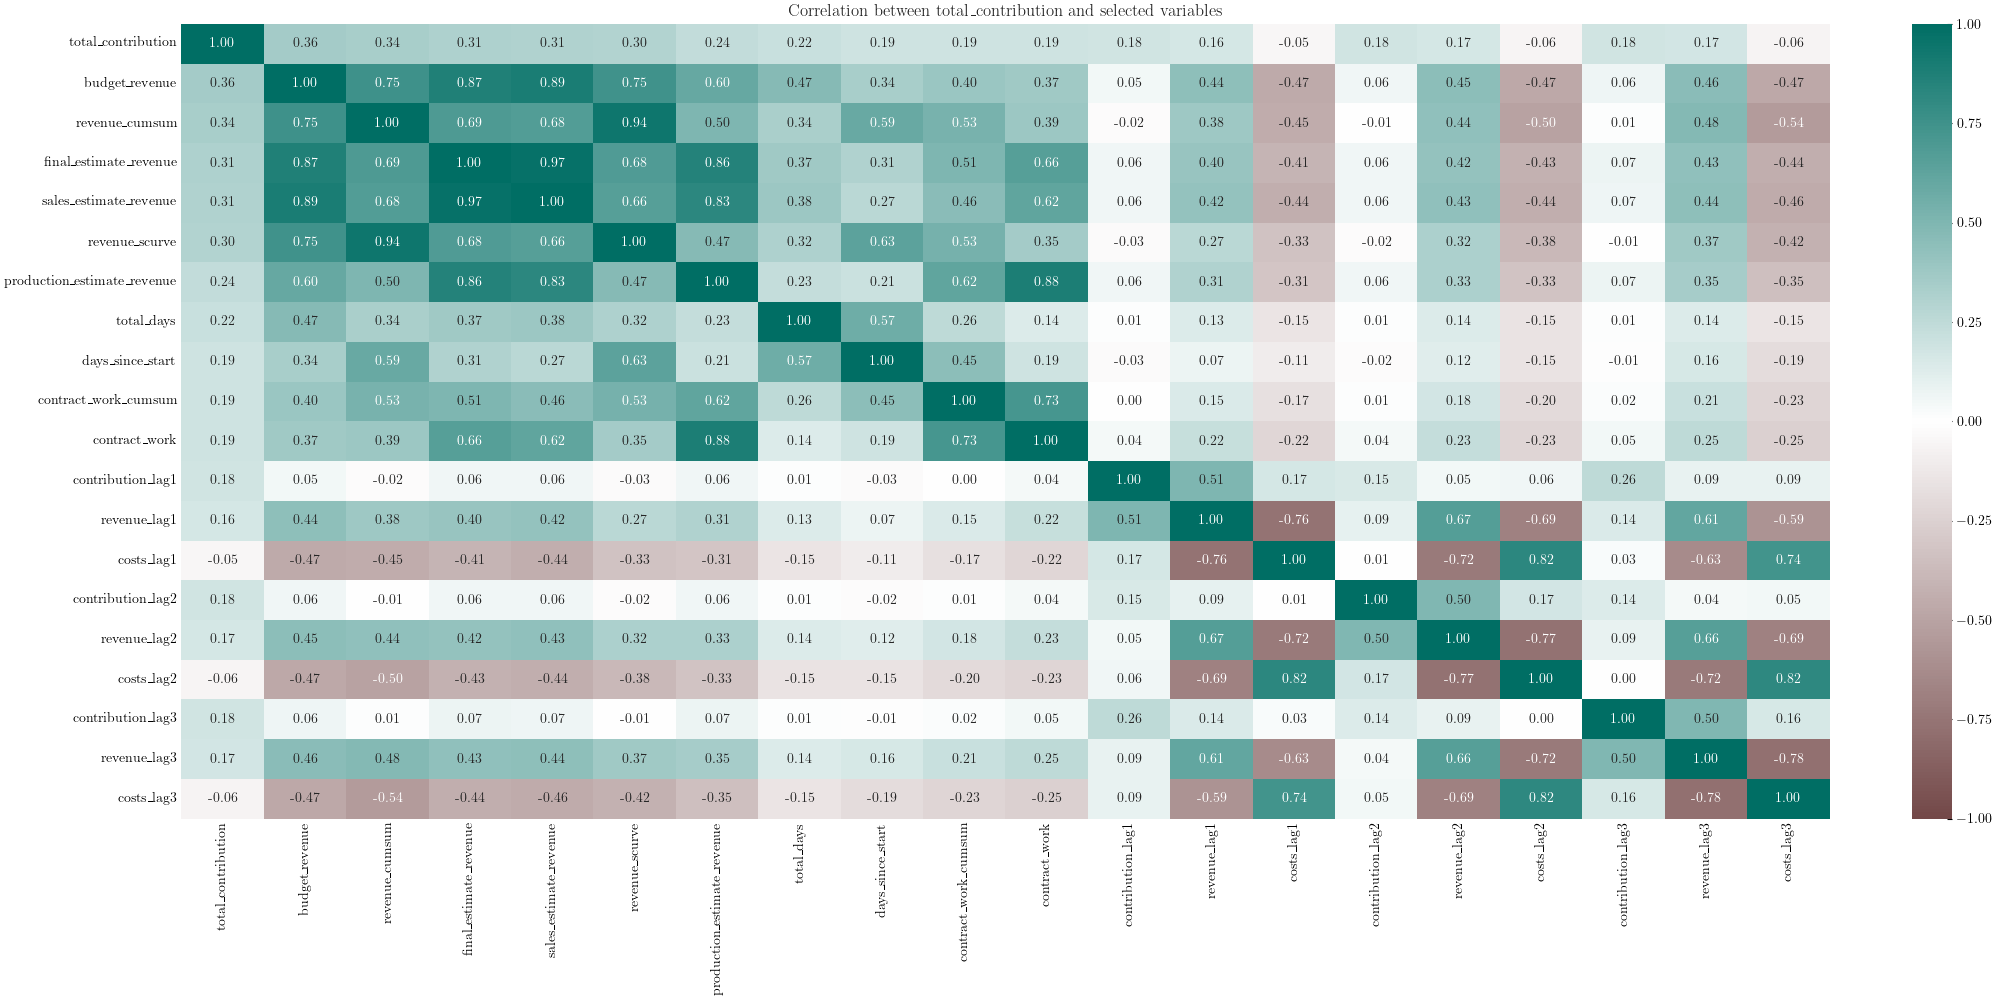 Correlation between total_contribution and selected variables
total_contribution 1.00 0.36 0.34 0.31 0.31 0.30 0.24 0.22 0.19 0.19 0.19 0.18 0.16 -0.05 0.18 0.17 -0.06 0.18 0.17 -0.06
budget_revenue 0.36 1.00 0.75 0.87 0.89 0.75 0.60 0.47 0.34 0.40 0.37 0.05 0.44 -0.47 0.06 0.45 -0.47 0.06 0.46 -0.47
revenue_cumsum 0.34 0.75 1.00 0.69 0.68 0.94 0.50 0.34 0.59 0.53 0.39 -0.02 0.38 -0.45 -0.01 0.44 -0.50 0.01 0.48 -0.54
final_estimate_revenue 0.31 0.87 0.69 1.00 0.97 0.68 0.86 0.37 0.31 0.51 0.66 0.06 0.40 -0.41 0.06 0.42 -0.43 0.07 0.43 -0.44
sales_estimate_revenue 0.31 0.89 0.68 0.97 1.00 0.66 0.83 0.38 0.27 0.46 0.62 0.06 0.42 -0.44 0.06 0.43 -0.44 0.07 0.44 -0.46
revenue_scurve 0.30 0.75 0.94 0.68 0.66 1.00 0.47 0.32 0.63 0.53 0.35 -0.03 0.27 -0.33 -0.02 0.32 -0.38 -0.01 0.37 -0.42
production_estimate_revenue 0.24 0.60 0.50 0.86 0.83 0.47 1.00 0.23 0.21 0.62 0.88 0.06 0.31 -0.31 0.06 0.33 -0.33 0.07 0.35 -0.35
total_days 0.22 0.47 0.34 0.37 0.38 0.32 0.23 1.00 0.57 0.26 0.14 0.01 0.13 -0.15 0.01 0.14 -0.15 0.01 0.14 -0.15
days_since_start 0.19 0.34 0.59 0.31 0.27 0.63 0.21 0.57 1.00 0.45 0.19 -0.03 0.07 -0.11 -0.02 0.12 -0.15 -0.01 0.16 -0.19
contract_work_cumsum 0.19 0.40 0.53 0.51 0.46 0.53 0.62 0.26 0.45 1.00 0.73 0.00 0.15 -0.17 0.01 0.18 -0.20 0.02 0.21 -0.23
contract_work 0.19 0.37 0.39 0.66 0.62 0.35 0.88 0.14 0.19 0.73 1.00 0.04 0.22 -0.22 0.04 0.23 -0.23 0.05 0.25 -0.25
contribution_lag1 0.18 0.05 -0.02 0.06 0.06 -0.03 0.06 0.01 -0.03 0.00 0.04 1.00 0.51 0.17 0.15 0.05 0.06 0.26 0.09 0.09
revenue_lag1 0.16 0.44 0.38 0.40 0.42 0.27 0.31 0.13 0.07 0.15 0.22 0.51 1.00 -0.76 0.09 0.67 -0.69 0.14 0.61 -0.59
costs_lag1 -0.05 -0.47 -0.45 -0.41 -0.44 -0.33 -0.31 -0.15 -0.11 -0.17 -0.22 0.17 -0.76 1.00 0.01 -0.72 0.82 0.03 -0.63 0.74
contribution_lag2 0.18 0.06 -0.01 0.06 0.06 -0.02 0.06 0.01 -0.02 0.01 0.04 0.15 0.09 0.01 1.00 0.50 0.17 0.14 0.04 0.05
revenue_lag2 0.17 0.45 0.44 0.42 0.43 0.32 0.33 0.14 0.12 0.18 0.23 0.05 0.67 -0.72 0.50 1.00 -0.77 0.09 0.66 -0.69
costs_lag2 -0.06 -0.47 -0.50 -0.43 -0.44 -0.38 -0.33 -0.15 -0.15 -0.20 -0.23 0.06 -0.69 0.82 0.17 -0.77 1.00 0.00 -0.72 0.82
contribution_lag3 0.18 0.06 0.01 0.07 0.07 -0.01 0.07 0.01 -0.01 0.02 0.05 0.26 0.14 0.03 0.14 0.09 0.00 1.00 0.50 0.16
revenue_lag3 0.17 0.46 0.48 0.43 0.44 0.37 0.35 0.14 0.16 0.21 0.25 0.09 0.61 -0.63 0.04 0.66 -0.72 0.50 1.00 -0.78
costs_lag3 -0.06 -0.47 -0.54 -0.44 -0.46 -0.42 -0.35 -0.15 -0.19 -0.23 -0.25 0.09 -0.59 0.74 0.05 -0.69 0.82 0.16 -0.78 1.00
total_contribution
budget_revenue
revenue_cumsum
final_estimate_revenue
sales_estimate_revenue
revenue_scurve
production_estimate_revenue
total_days
days_since_start
contract_work_cumsum
contract_work
contribution_lag1
revenue_lag1
costs_lag1
contribution_lag2
revenue_lag2
costs_lag2
contribution_lag3
revenue_lag3
costs_lag3
1.00
0.75
0.50
0.25
0.00
−0.25
−0.50
−0.75
−1.00